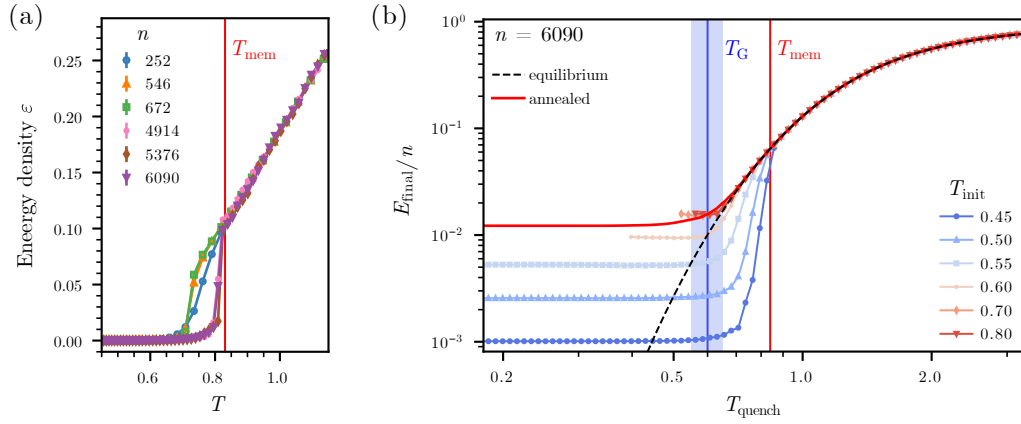 (a)
n
252
546
672
4914
5376
6090
T_mem
Eneergy density ε
0.25
0.20
0.15
0.10
0.05
0.00
0.6
0.8
1.0
T
(b)
n = 6090
equilibrium
annealed
T_G
T_mem
E_final/n
10^0
10^-1
10^-2
10^-3
T_init
0.45
0.50
0.55
0.60
0.70
0.80
0.2
0.5
1.0
2.0
T_quench